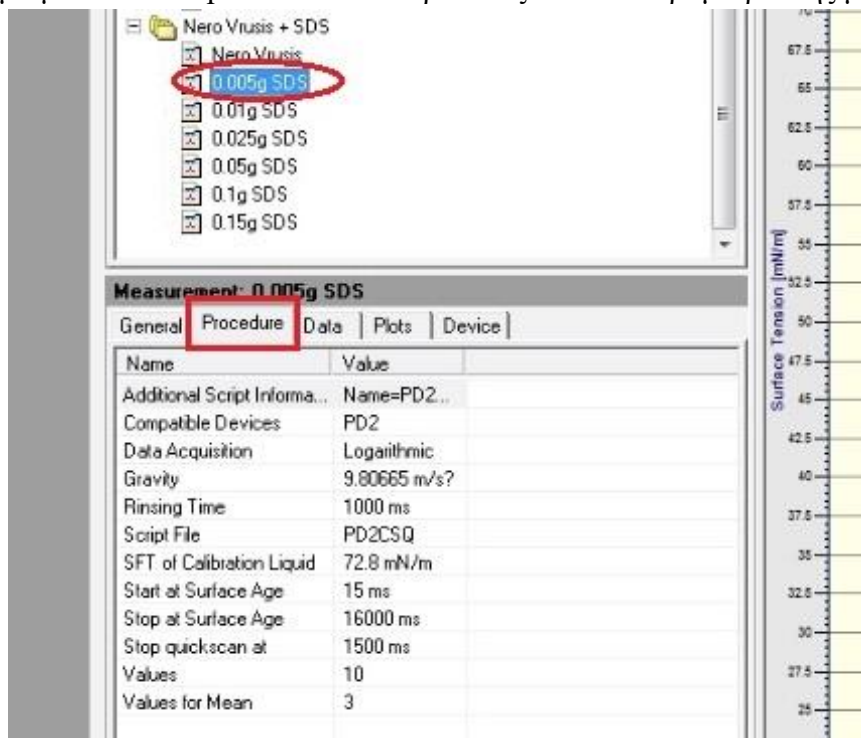 Nero Vrusis + SDS
Nero Vrusis
0.005g SDS
0.01g SDS
0.025g SDS
0.05g SDS
0.1g SDS
0.15g SDS
Measurement: 0.005g SDS
General Procedure Data Plots Device
Name Value
Additional Script Informa... Name=PD2...
Compatible Devices PD2
Data Acquisition Logarithmic
Gravity 9.80665 m/s?
Rinsing Time 1000 ms
Script File PD2CSQ
SFT of Calibration Liquid 72.8 mN/m
Start at Surface Age 15 ms
Stop at Surface Age 16000 ms
Stop quickscan at 1500 ms
Values 10
Values for Mean 3
Surface Tension [mN/m]
67.5
65
62.5
60
57.5
55
52.5
50
47.5
45
42.5
40
37.5
35
32.5
30
27.5
25